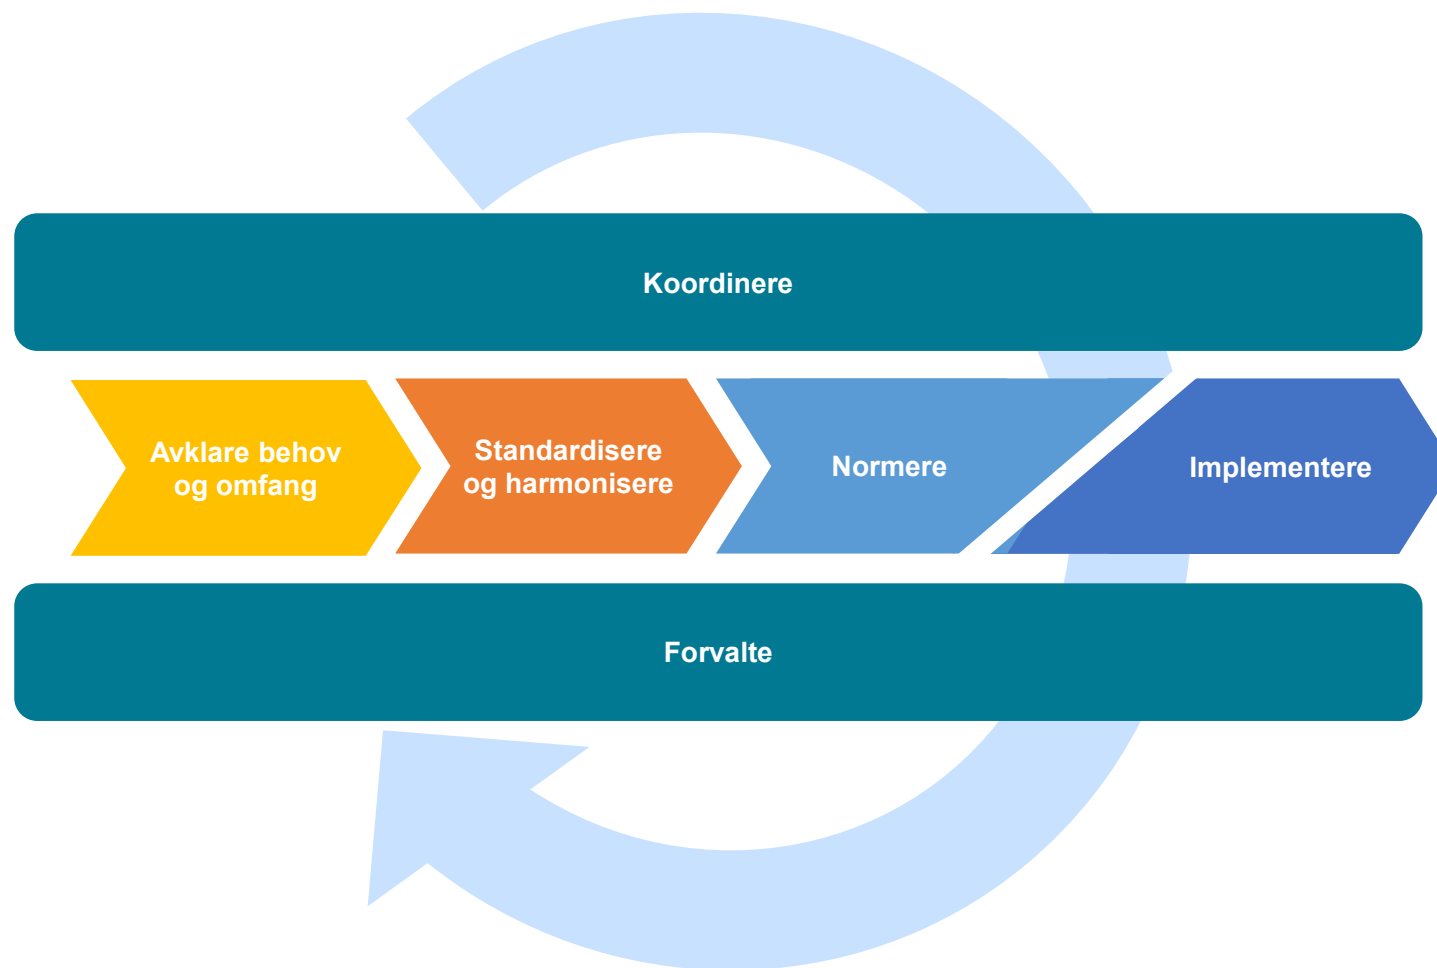 Koordinere
Avklare behov
og omfang
Standardisere
og harmonisere
Normere
Implementere
Forvalte